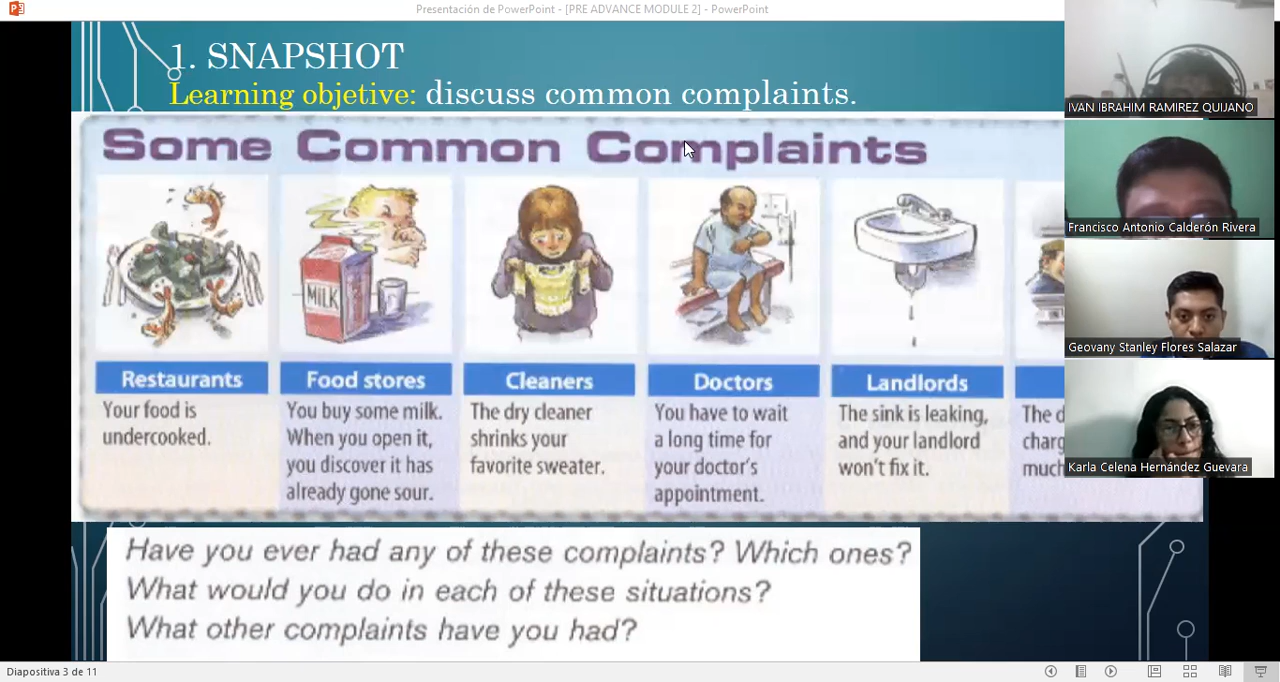 Presentación de PowerPoint - [PRE ADVANCE MODULE 2] - PowerPoint
1. SNAPSHOT
Learning objetive: discuss common complaints.
Some Common Complaints
MILK
Restaurants
Your food is
undercooked.
Food stores
You buy some milk.
When you open it,
you discover it has
already gone sour.
Cleaners
The dry cleaner
shrinks your
favorite sweater.
Doctors
You have to wait
a long time for
your doctor's
appointment.
Landlords
The sink is leaking,
and your landlord
won't fix it.
The
Have you ever had any of these complaints? Which ones?
What would you do in each of these situations?
What other complaints have you had?
IVAN IBRAHIM RAMIREZ QUIJANO
Francisco Antonio Calderón Rivera
Geovany Stanley Flores Salazar
Karla Celena Hernández Guevara
Diapositiva 3 de 11